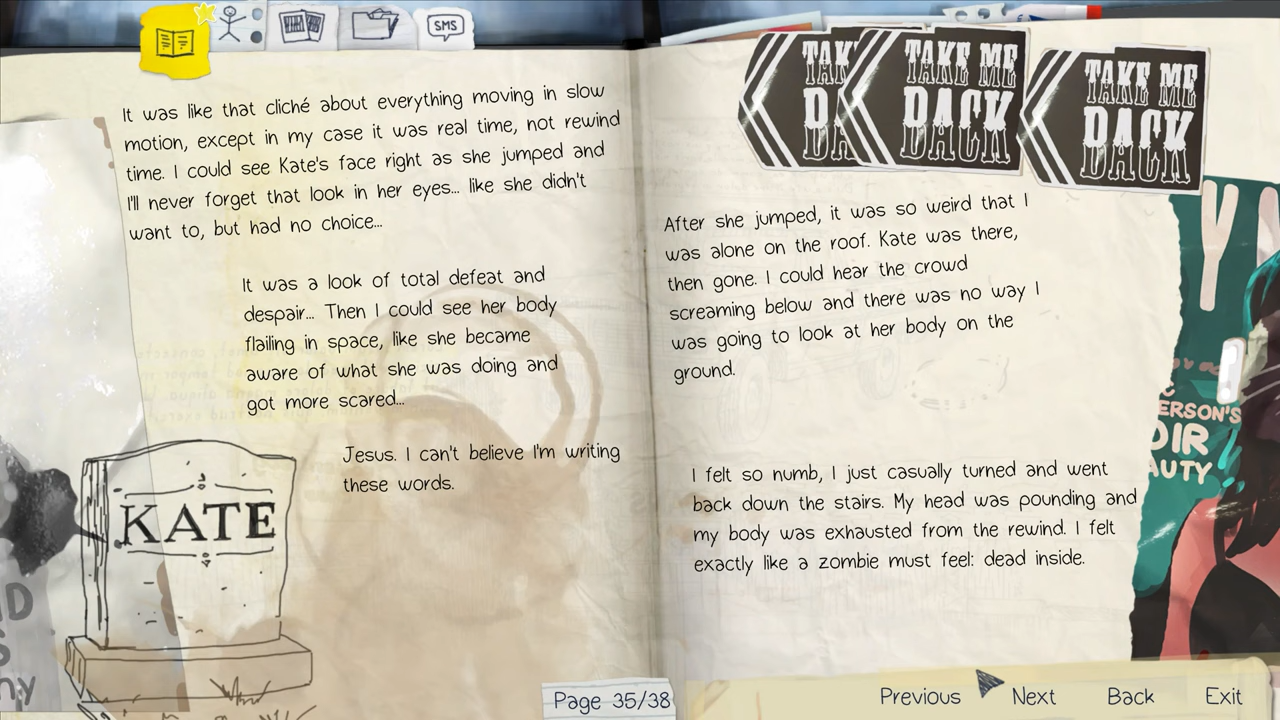 SMS
It was like that cliché about everything moving in slow
motion, except in my case it was real time, not rewind
time. I could see Kate's face right as she jumped and
I'll never forget that look in her eyes... like she didn't
want to, but had no choice...
It was a look of total defeat and
despair... Then I could see her body
flailing in space, like she became
aware of what she was doing and
got more scared...
Jesus. I can't believe I'm writing
these words.
KATE
TAKE ME
BACK
TAKE ME
BACK
After she jumped, it was so weird that I
was alone on the roof. Kate was there,
then gone. I could hear the crowd
screaming below and there was no way I
was going to look at her body on the
ground.
I felt so numb, I just casually turned and went
back down the stairs. My head was pounding and
my body was exhausted from the rewind. I felt
exactly like a zombie must feel: dead inside.
ERSON'S
OIR
AUTY
Page 35/38
Previous
Next
Back
Exit